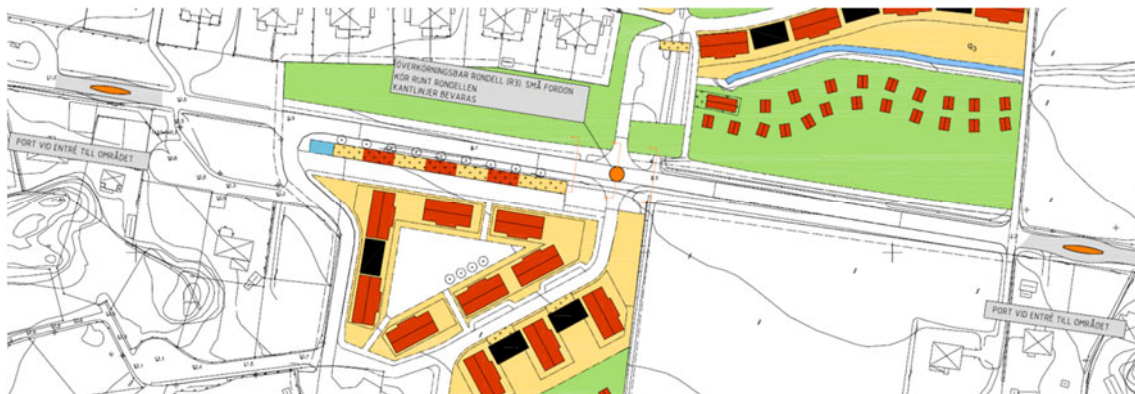 ÖVERKÖRNINGSBAR RONDELL (R3). SMÅ FORDON
KÖR RUNT RONDELLEN
KANTLINJER BEVARAS
q3
PORT VID ENTRÉ TILL OMRÅDET
PORT VID ENTRÉ TILL OMRÅDET